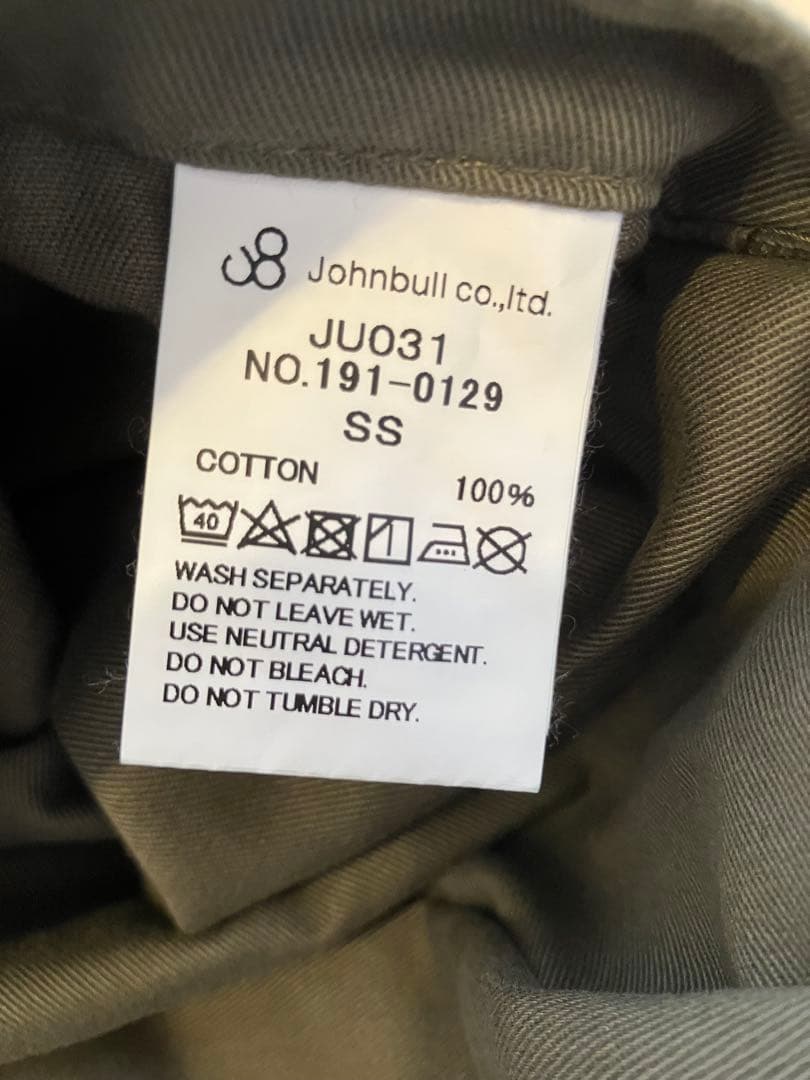 Johnbull co.,ltd.
JU031
NO.191-0129
SS
COTTON 100%
40
WASH SEPARATELY.
DO NOT LEAVE WET.
USE NEUTRAL DETERGENT.
DO NOT BLEACH.
DO NOT TUMBLE DRY.